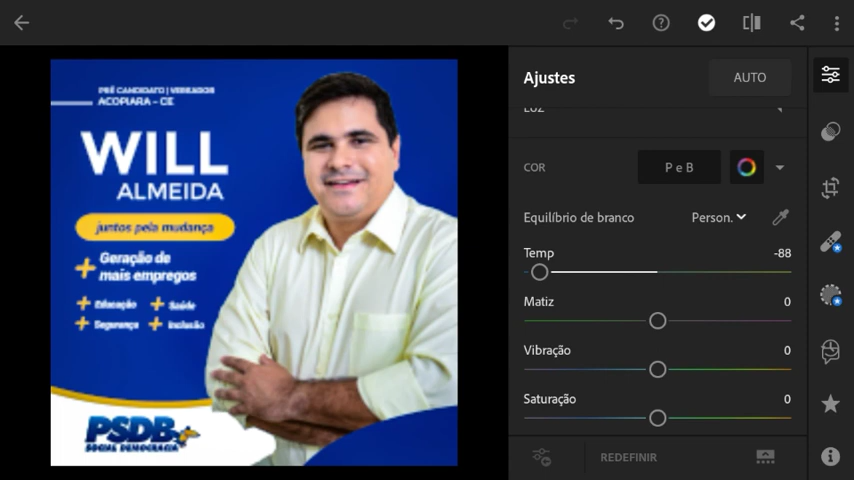 PRÉ CANDIDATO | VEREADOR
ACOPIARA - CE
WILL
ALMEIDA
juntos pela mudança
Geração de
mais empregos
Educação
Saúde
Segurança
Inclusão
PSDB
SOCIAL DEMOCRACIA
Ajustes
AUTO
LUZ
COR
P e B
Equilíbrio de branco
Person.
Temp
-88
Matiz
0
Vibração
0
Saturação
0
REDEFINIR